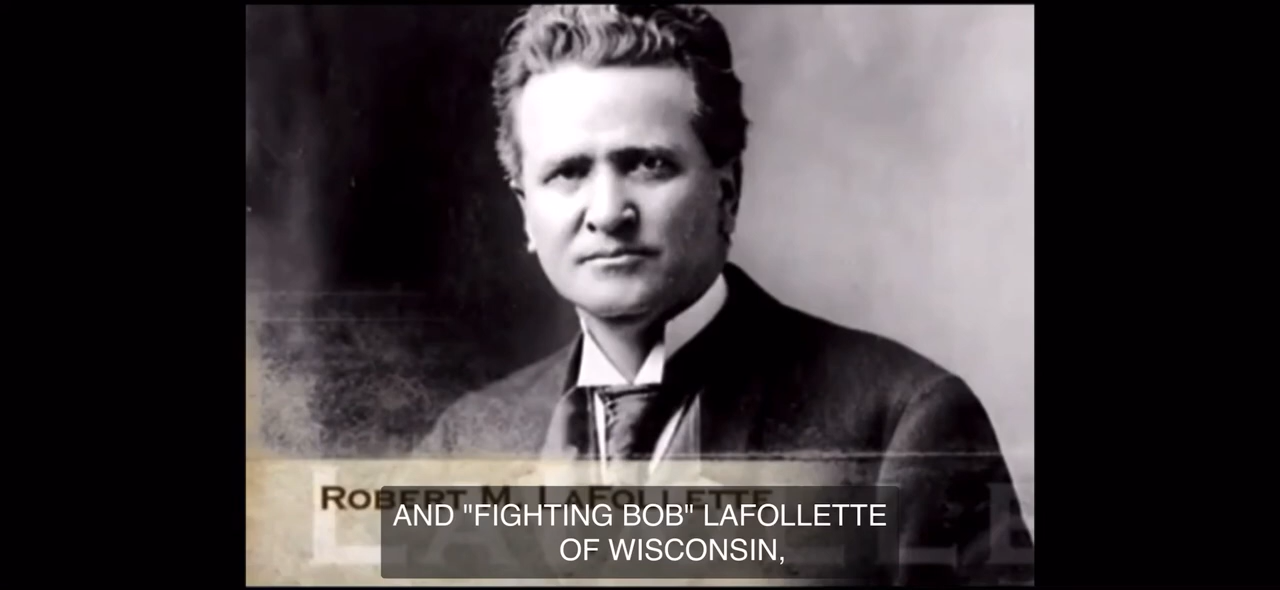 ROBERT M. LAFOLLETTE
AND "FIGHTING BOB" LAFOLLETTE
OF WISCONSIN,